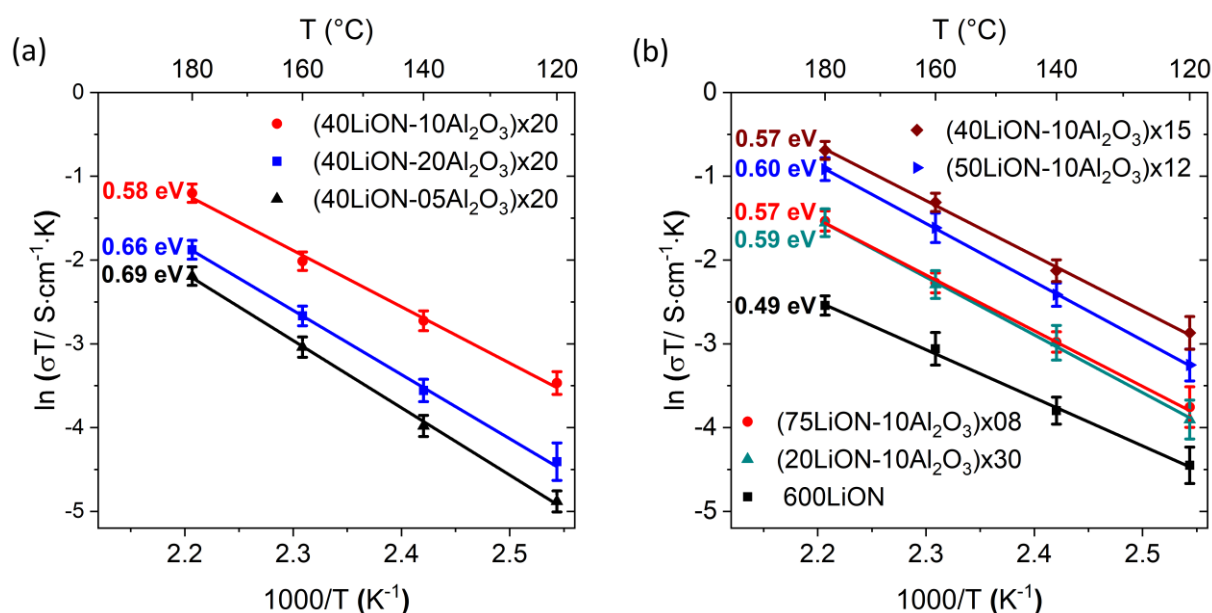 (a)
T (°C)
180 160 140 120
0
-1
-2
-3
-4
-5
ln (σT/ S·cm⁻¹·K)
(40LiON-10Al₂O₃)x20
(40LiON-20Al₂O₃)x20
(40LiON-05Al₂O₃)x20
0.58 eV
0.66 eV
0.69 eV
2.2 2.3 2.4 2.5
1000/T (K⁻¹)
(b)
T (°C)
180 160 140 120
0
-1
-2
-3
-4
-5
ln (σT/ S·cm⁻¹·K)
(40LiON-10Al₂O₃)x15
(50LiON-10Al₂O₃)x12
0.57 eV
0.60 eV
0.57 eV
0.59 eV
0.49 eV
(75LiON-10Al₂O₃)x08
(20LiON-10Al₂O₃)x30
600LiON
2.2 2.3 2.4 2.5
1000/T (K⁻¹)